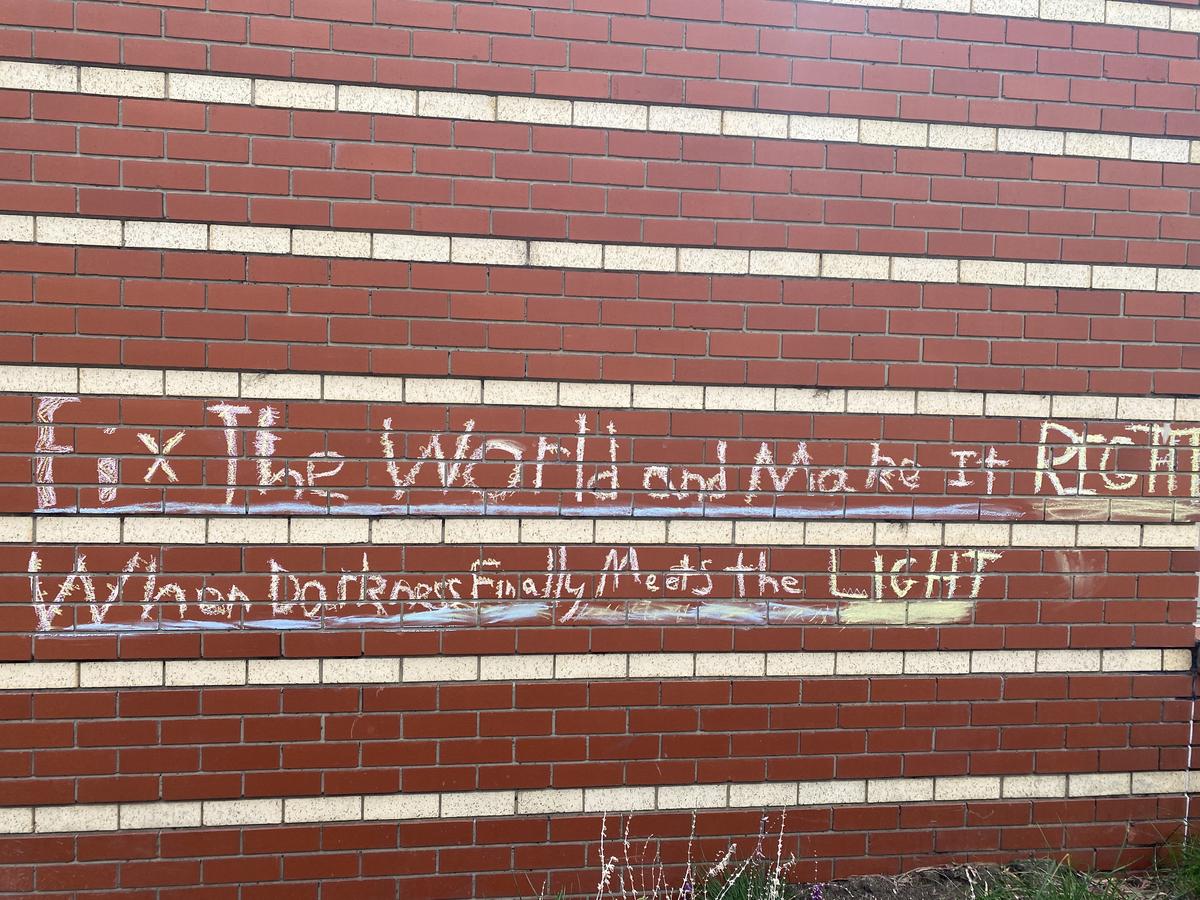 Fix The World and Make It RIGHT
When Darkness Finally Meets the LIGHT